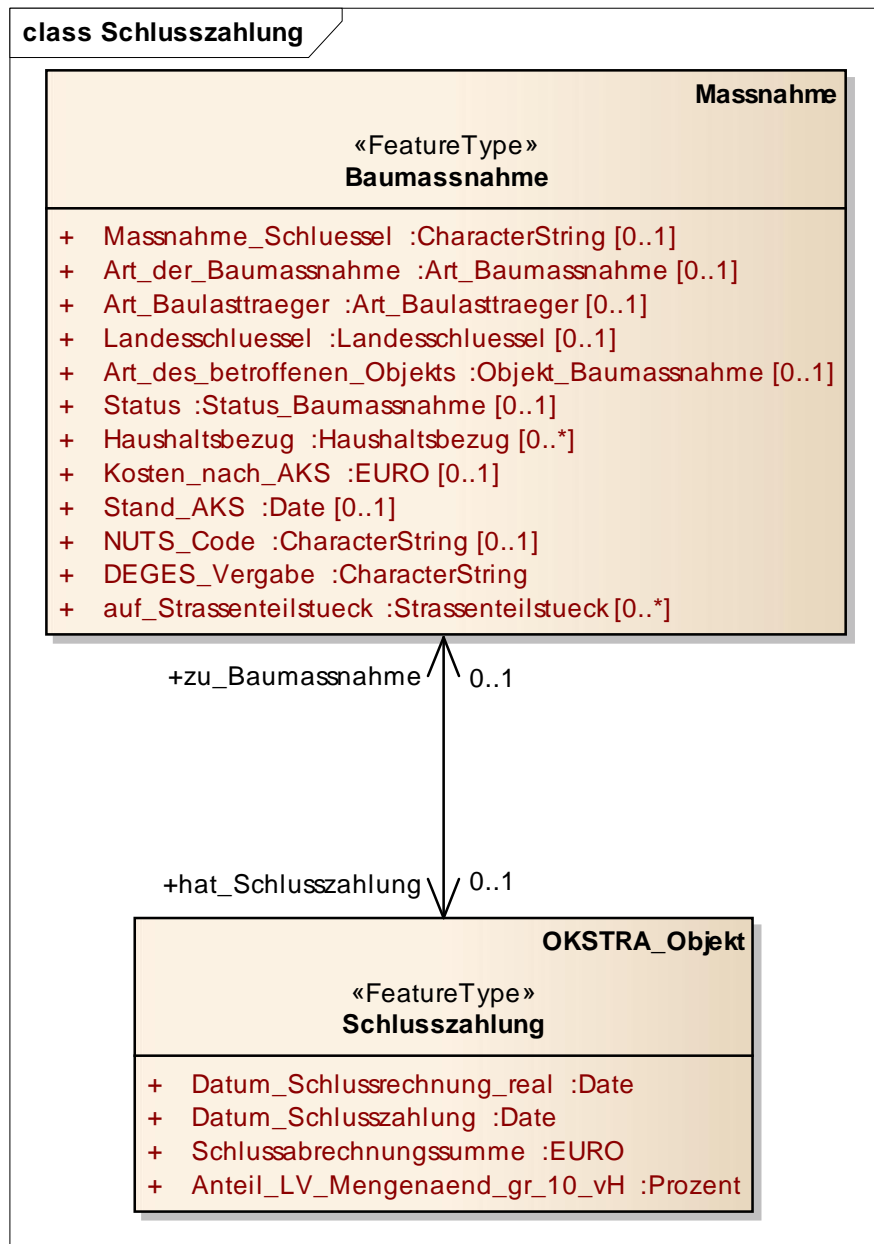 class Schlusszahlung
Massnahme
«FeatureType»
Baumassnahme
+ Massnahme_Schluessel :CharacterString [0..1]
+ Art_der_Baumassnahme :Art_Baumassnahme [0..1]
+ Art_Baulasttraeger :Art_Baulasttraeger [0..1]
+ Landesschluessel :Landesschluessel [0..1]
+ Art_des_betroffenen_Objekts :Objekt_Baumassnahme [0..1]
+ Status :Status_Baumassnahme [0..1]
+ Haushaltsbezug :Haushaltsbezug [0..*]
+ Kosten_nach_AKS :EURO [0..1]
+ Stand_AKS :Date [0..1]
+ NUTS_Code :CharacterString [0..1]
+ DEGES_Vergabe :CharacterString
+ auf_Strassenteilstueck :Strassenteilstueck [0..*]
+zu_Baumassnahme 0..1
+hat_Schlusszahlung 0..1
OKSTRA_Objekt
«FeatureType»
Schlusszahlung
+ Datum_Schlussrechnung_real :Date
+ Datum_Schlusszahlung :Date
+ Schlussabrechnungssumme :EURO
+ Anteil_LV_Mengenaend_gr_10_vH :Prozent